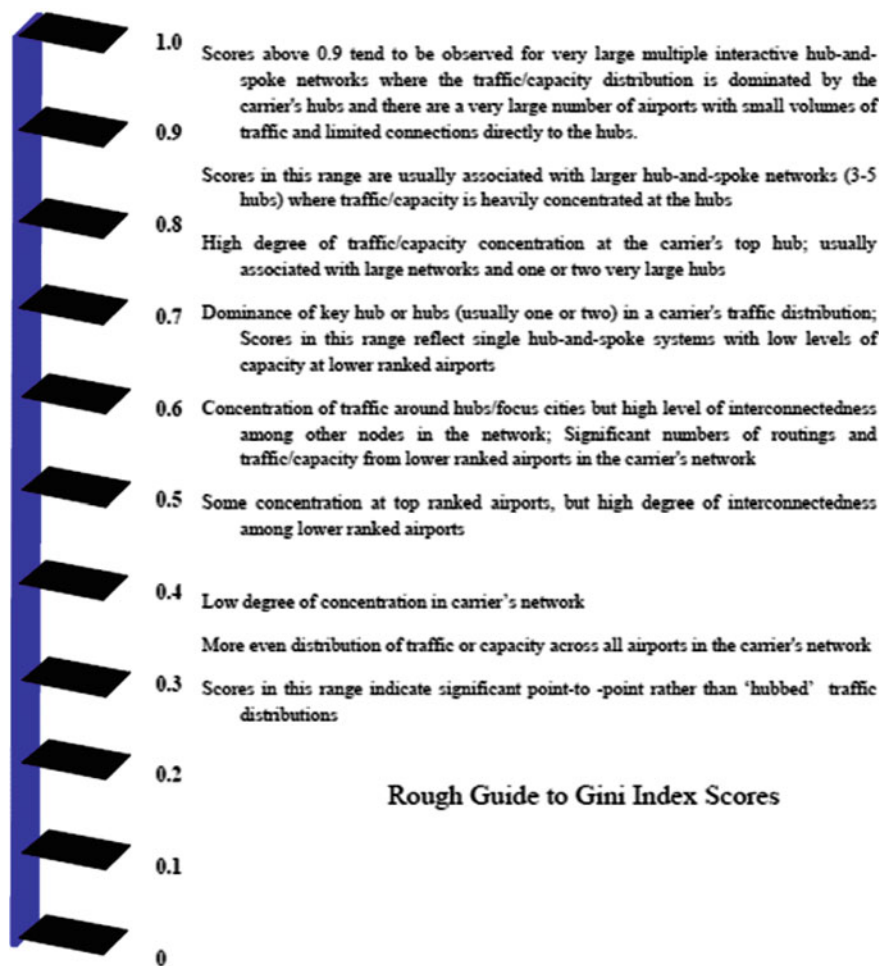 1.0
Scores above 0.9 tend to be observed for very large multiple interactive hub-and-
spoke networks where the traffic/capacity distribution is dominated by the
carrier's hubs and there are a very large number of airports with small volumes of
traffic and limited connections directly to the hubs.
0.9
Scores in this range are usually associated with larger hub-and-spoke networks (3-5
hubs) where traffic/capacity is heavily concentrated at the hubs
0.8
High degree of traffic/capacity concentration at the carrier's top hub; usually
associated with large networks and one or two very large hubs
0.7
Dominance of key hub or hubs (usually one or two) in a carrier's traffic distribution;
Scores in this range reflect single hub-and-spoke systems with low levels of
capacity at lower ranked airports
0.6
Concentration of traffic around hubs/focus cities but high level of interconnectedness
among other nodes in the network; Significant numbers of routings and
traffic/capacity from lower ranked airports in the carrier's network
0.5
Some concentration at top ranked airports, but high degree of interconnectedness
among lower ranked airports
0.4
Low degree of concentration in carrier's network
More even distribution of traffic or capacity across all airports in the carrier's network
0.3
Scores in this range indicate significant point-to -point rather than 'hubbed' traffic
distributions
0.2
Rough Guide to Gini Index Scores
0.1
0